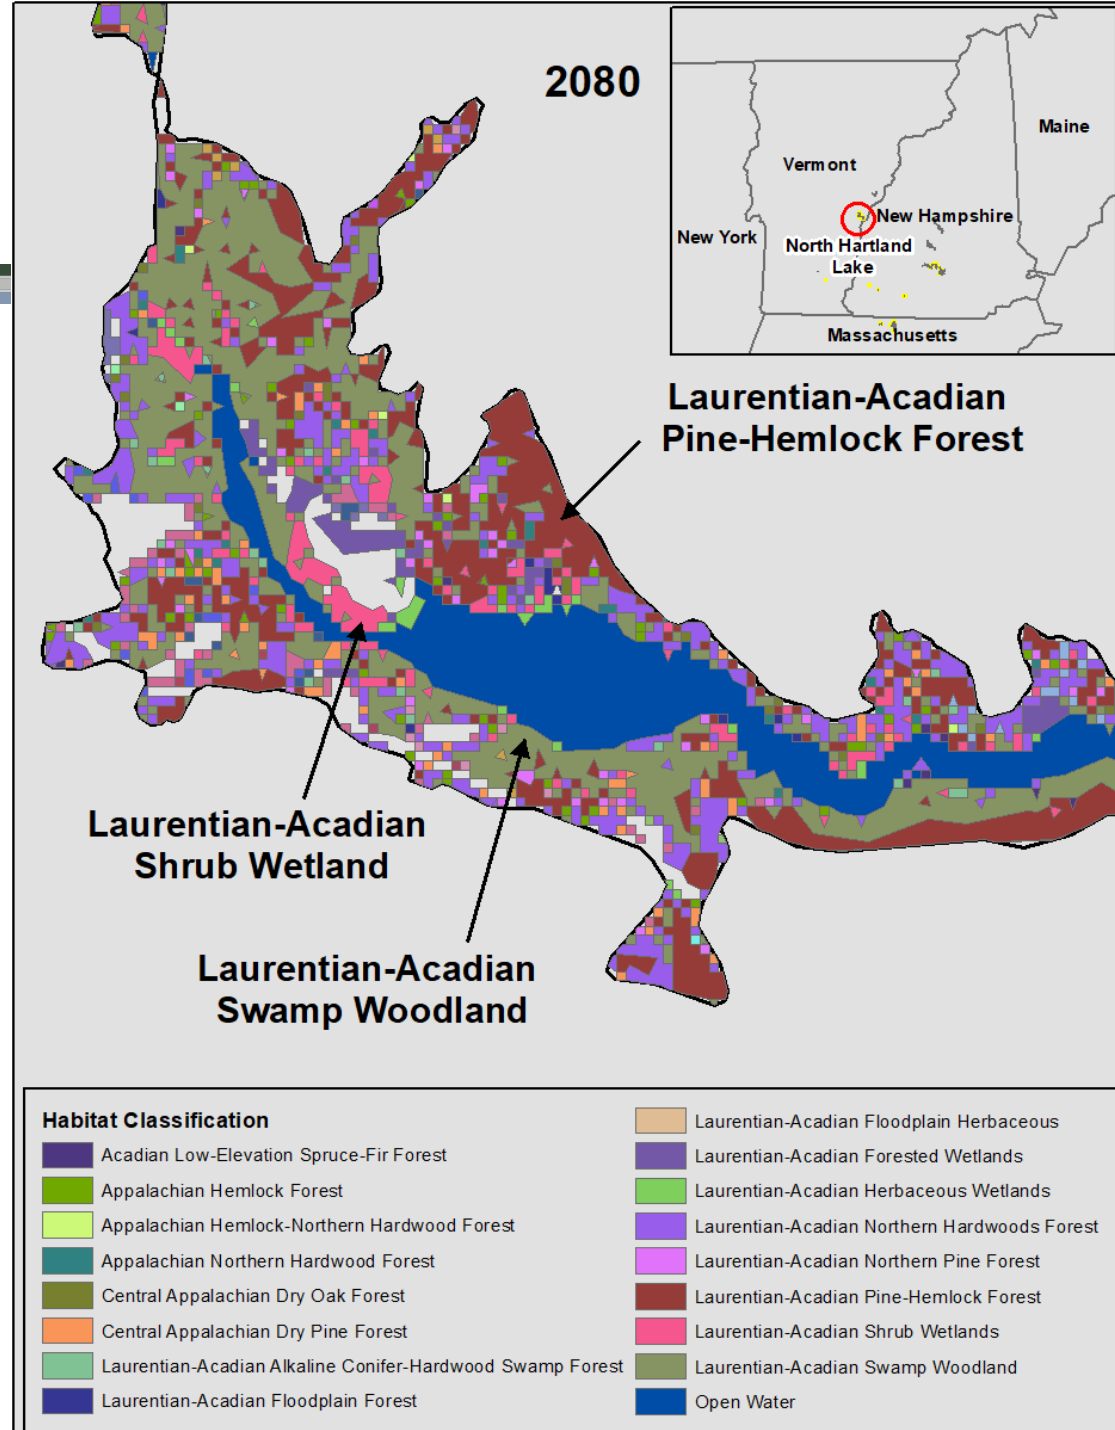 2080
Maine
Vermont
New Hampshire
New York
North Hartland
Lake
Massachusetts
Laurentian-Acadian
Pine-Hemlock Forest
Laurentian-Acadian
Shrub Wetland
Laurentian-Acadian
Swamp Woodland
Habitat Classification
Acadian Low-Elevation Spruce-Fir Forest
Appalachian Hemlock Forest
Appalachian Hemlock-Northern Hardwood Forest
Appalachian Northern Hardwood Forest
Central Appalachian Dry Oak Forest
Central Appalachian Dry Pine Forest
Laurentian-Acadian Alkaline Conifer-Hardwood Swamp Forest
Laurentian-Acadian Floodplain Forest
Laurentian-Acadian Floodplain Herbaceous
Laurentian-Acadian Forested Wetlands
Laurentian-Acadian Herbaceous Wetlands
Laurentian-Acadian Northern Hardwoods Forest
Laurentian-Acadian Northern Pine Forest
Laurentian-Acadian Pine-Hemlock Forest
Laurentian-Acadian Shrub Wetlands
Laurentian-Acadian Swamp Woodland
Open Water